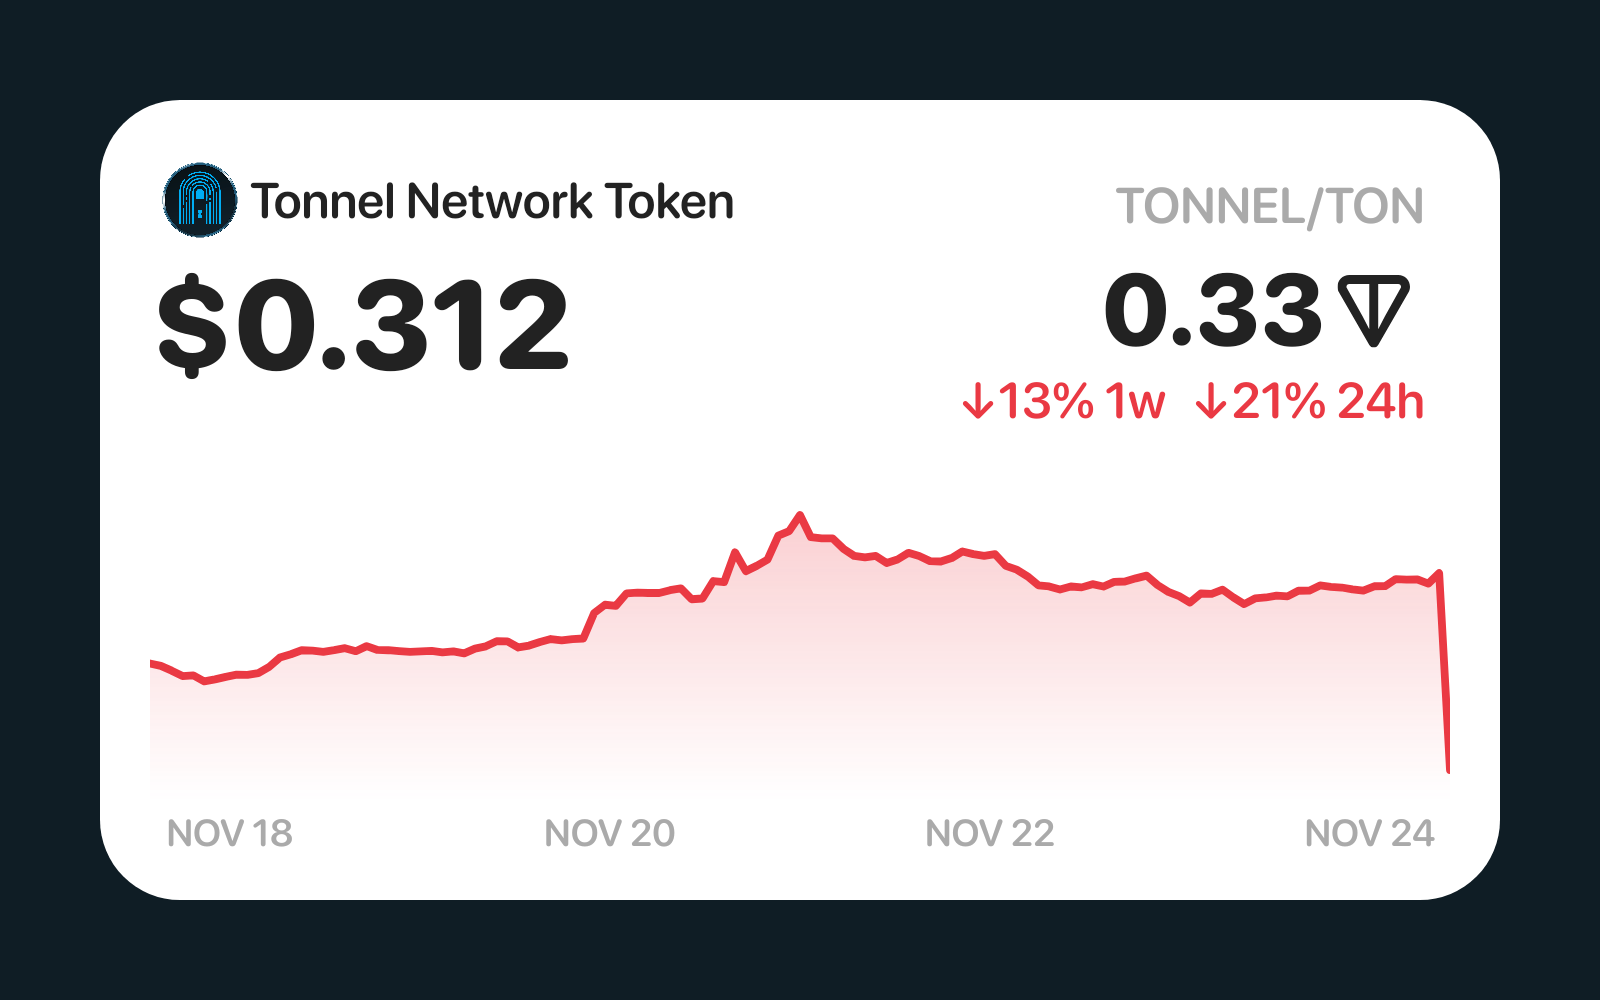 Tonnel Network Token
$0.312
TONNEL/TON
0.33
↓13% 1w ↓21% 24h
NOV 18 NOV 20 NOV 22 NOV 24